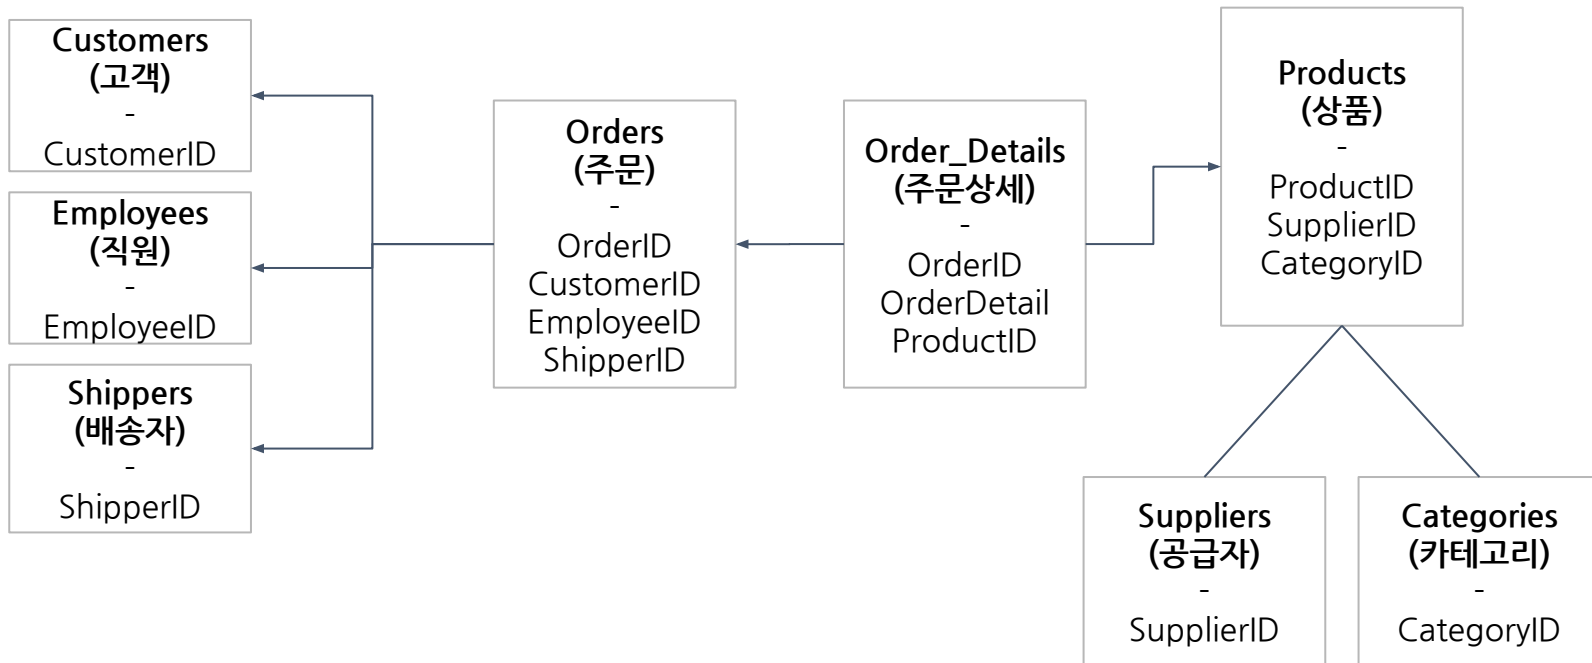 Customers
(고객)
-
CustomerID
Employees
(직원)
-
EmployeeID
Shippers
(배송자)
-
ShipperID
Orders
(주문)
-
OrderID
CustomerID
EmployeeID
ShipperID
Order_Details
(주문상세)
-
OrderID
OrderDetail
ProductID
Products
(상품)
-
ProductID
SupplierID
CategoryID
Suppliers
(공급자)
-
SupplierID
Categories
(카테고리)
-
CategoryID